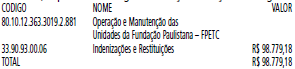 CODIGO NOME VALOR
80.10.12.363.3019.2.881 Operação e Manutenção das
Unidades da Fundação Paulistana – FPETC
33.90.93.00.06 Indenizações e Restituições R$ 98.779,18
TOTAL R$ 98.779,18